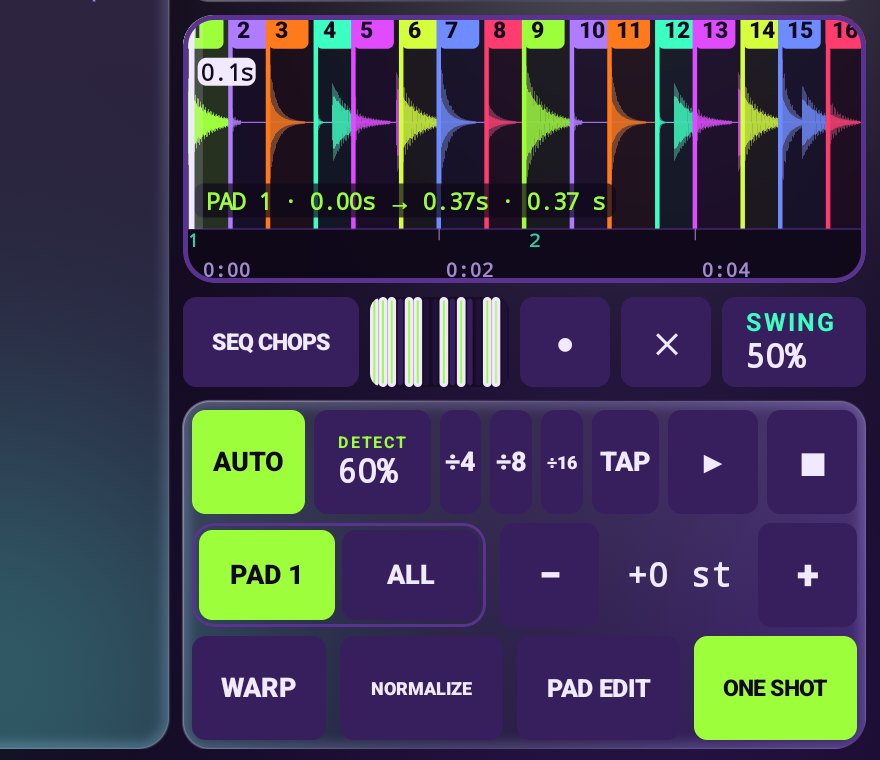 1 2 3 4 5 6 7 8 9 10 11 12 13 14 15 16
0.1s
PAD 1 · 0.00s → 0.37s · 0.37 s
1 2
0:00 0:02 0:04
SEQ CHOPS ● × SWING
50%
AUTO DETECT
60% ÷4 ÷8 ÷16 TAP ▶ ■
PAD 1 ALL − +0 st +
WARP NORMALIZE PAD EDIT ONE SHOT